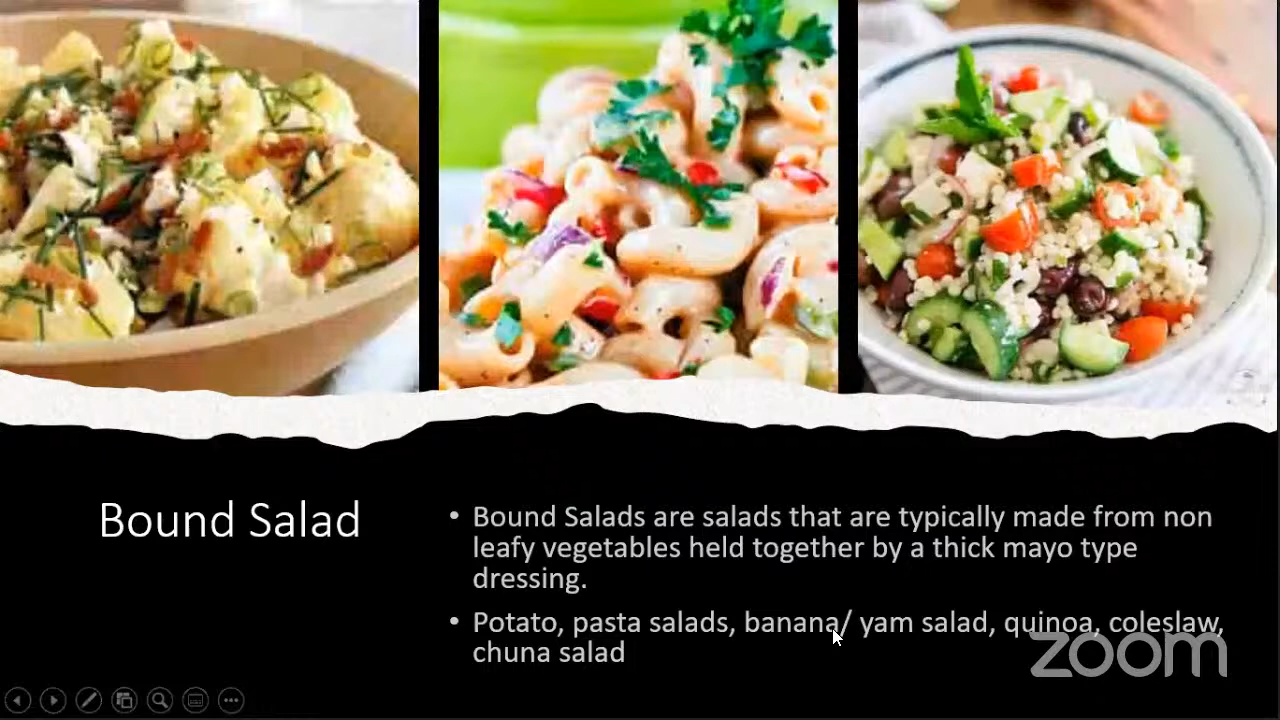 Bound Salad
• Bound Salads are salads that are typically made from non
leafy vegetables held together by a thick mayo type
dressing.
• Potato, pasta salads, banana/ yam salad, quinoa, coleslaw,
chuna salad
zoom